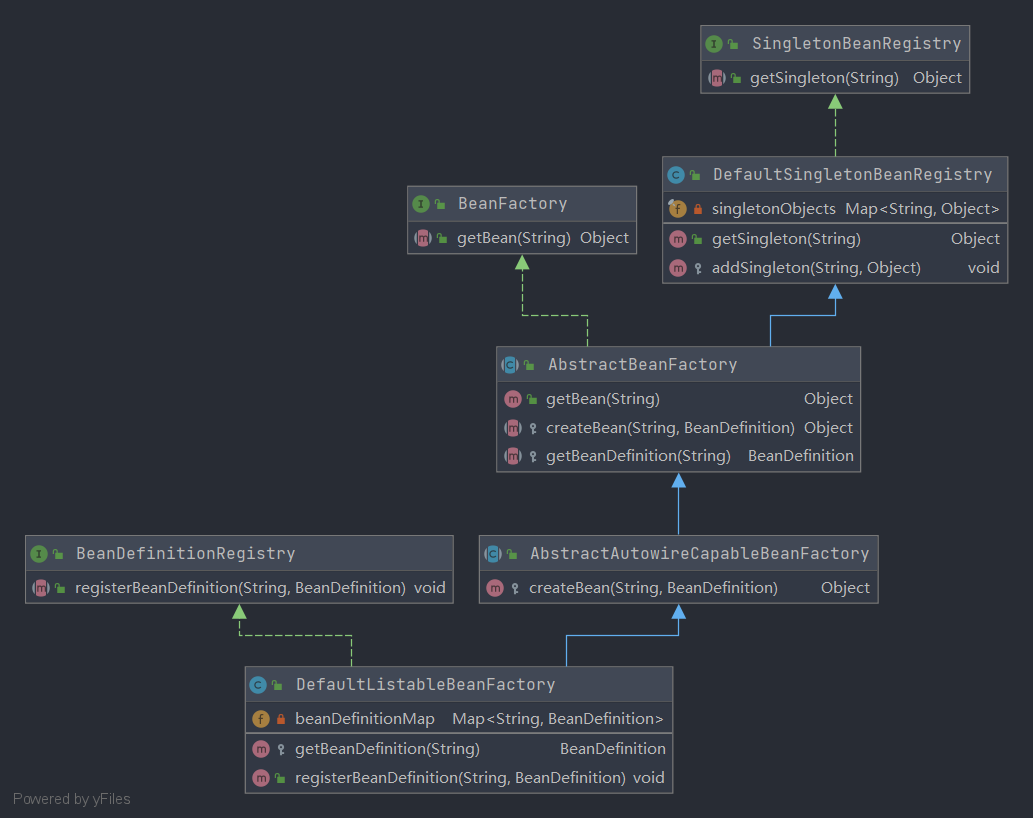 SingletonBeanRegistry
getSingleton(String) Object
DefaultSingletonBeanRegistry
singletonObjects Map<String, Object>
getSingleton(String) Object
addSingleton(String, Object) void
BeanFactory
getBean(String) Object
AbstractBeanFactory
getBean(String) Object
createBean(String, BeanDefinition) Object
getBeanDefinition(String) BeanDefinition
BeanDefinitionRegistry
registerBeanDefinition(String, BeanDefinition) void
AbstractAutowireCapableBeanFactory
createBean(String, BeanDefinition) Object
DefaultListableBeanFactory
beanDefinitionMap Map<String, BeanDefinition>
getBeanDefinition(String) BeanDefinition
registerBeanDefinition(String, BeanDefinition) void
Powered by yFiles